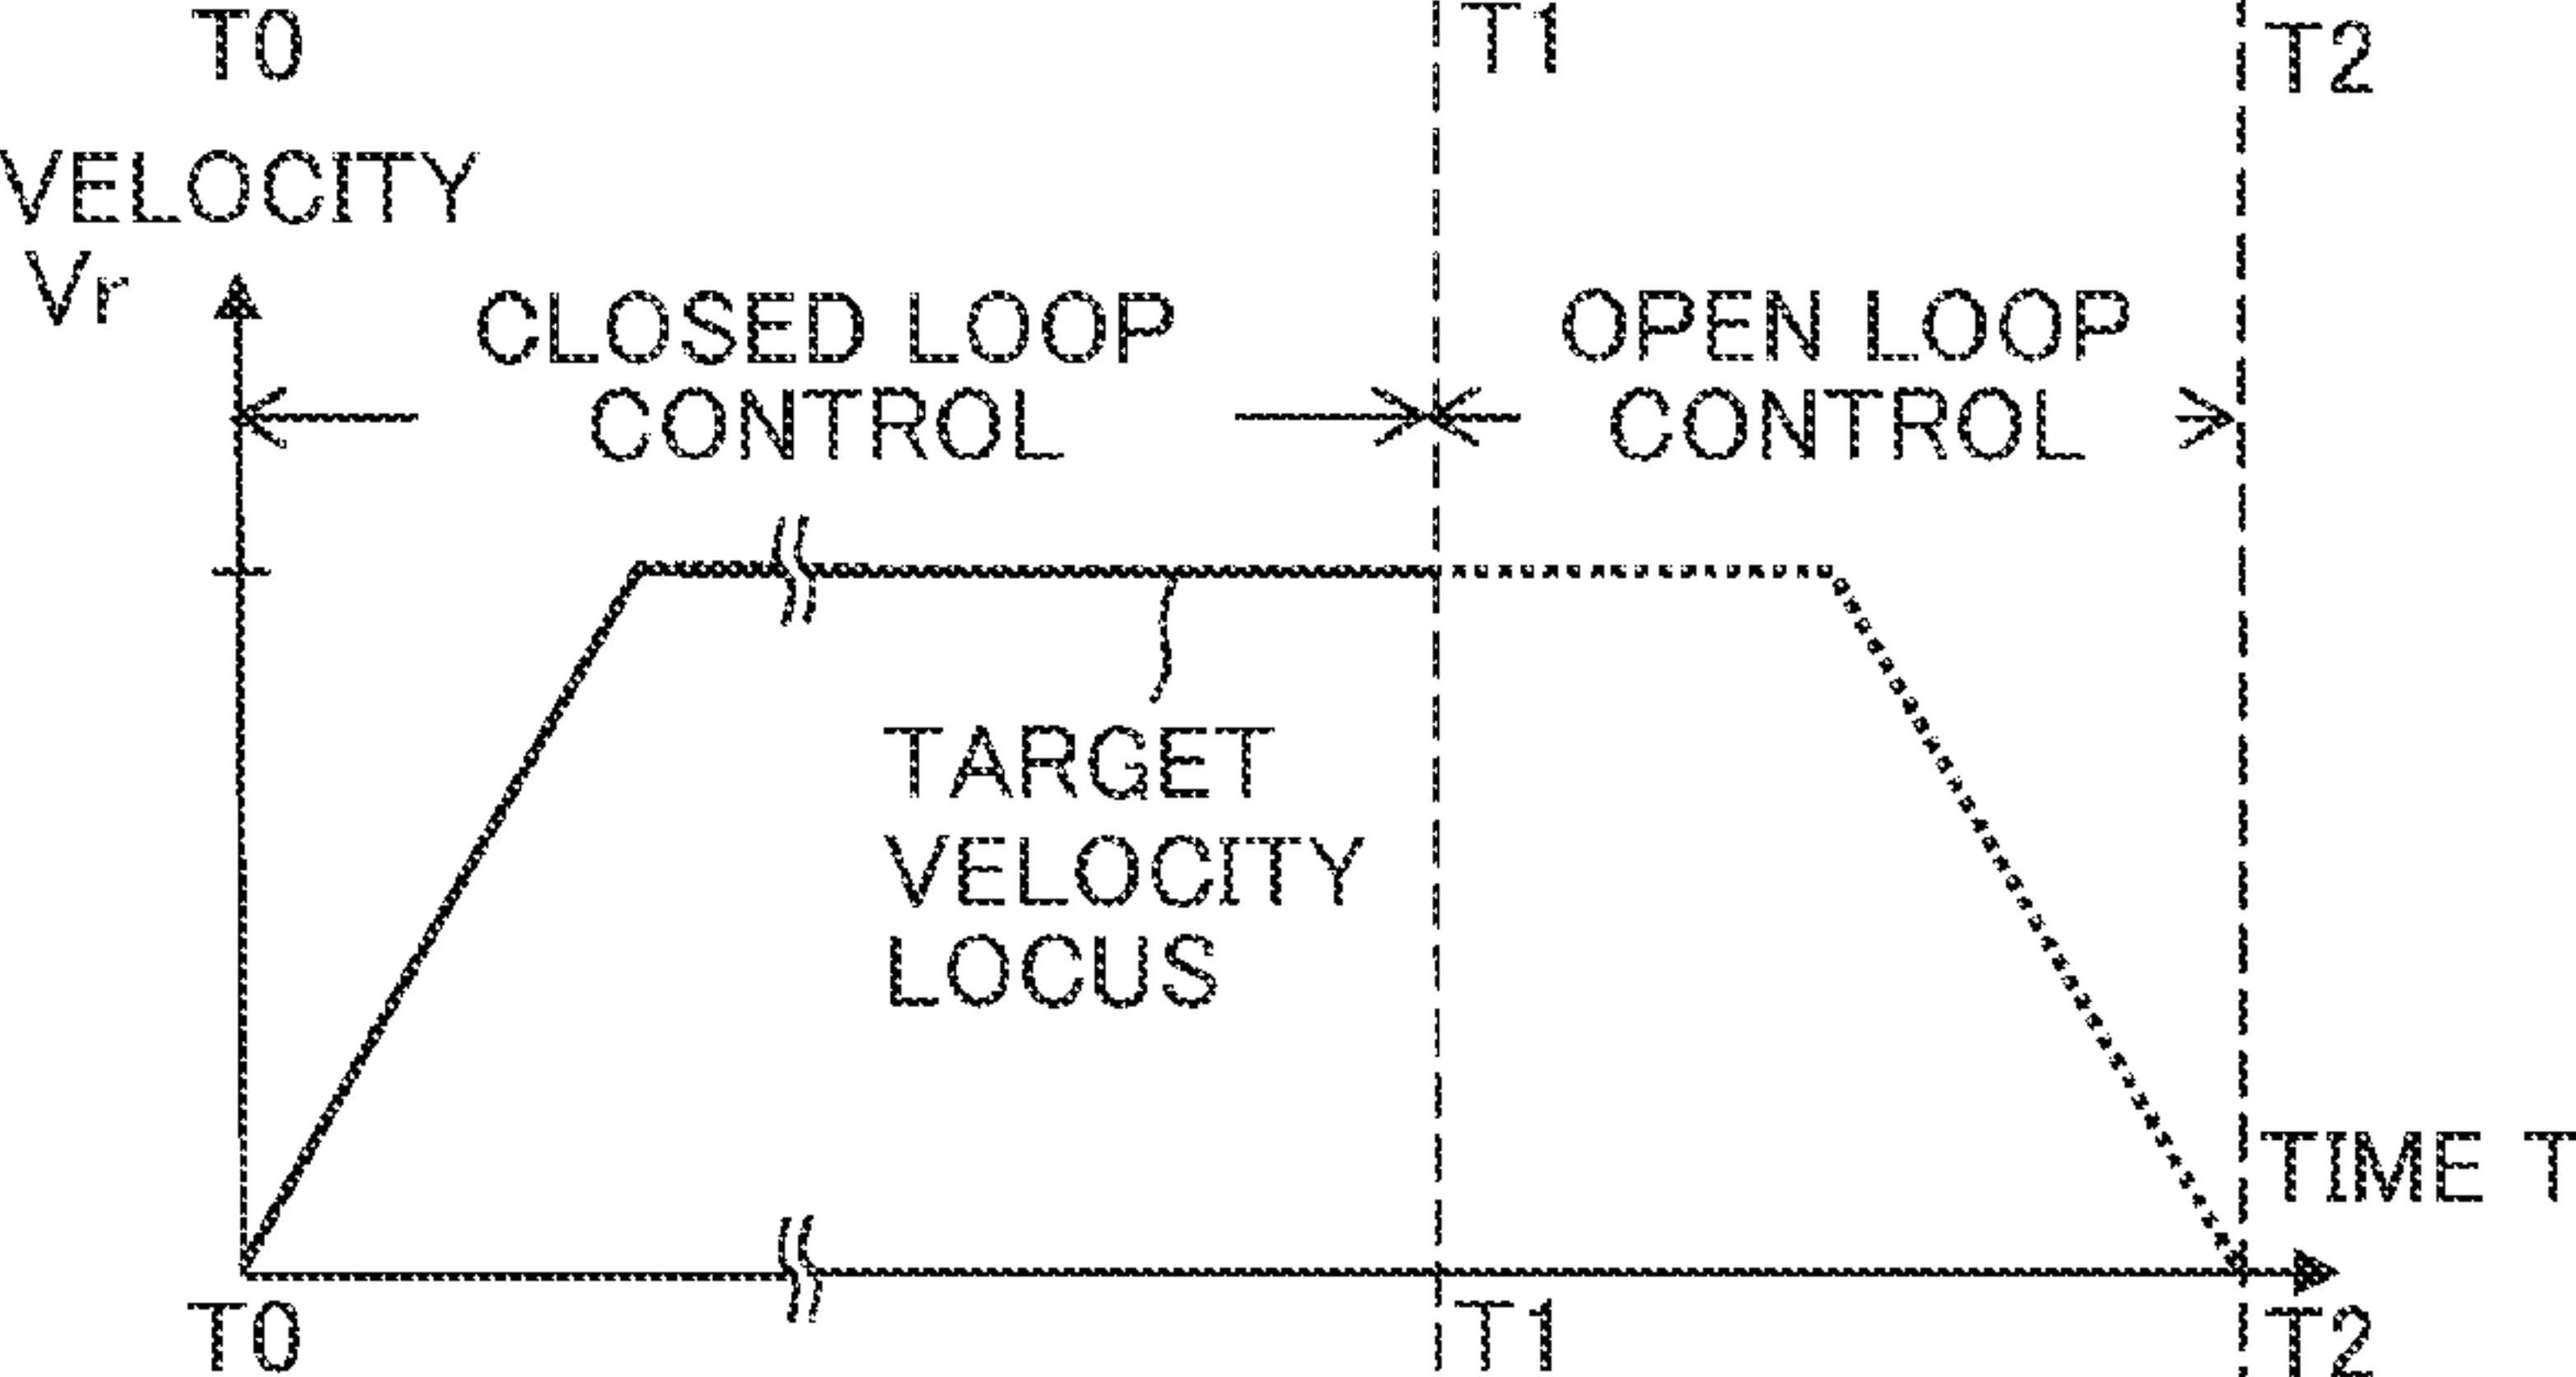 T0
T1
T2
VELOCITY
Vr
CLOSED LOOP
CONTROL
OPEN LOOP
CONTROL
TARGET
VELOCITY
LOCUS
TIME T
T0
T1
T2